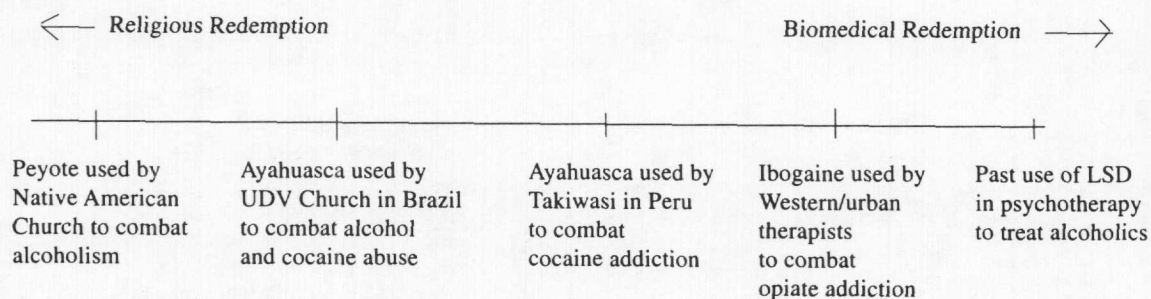 Religious Redemption
Biomedical Redemption
Peyote used by
Native American
Church to combat
alcoholism
Ayahuasca used by
UDV Church in Brazil
to combat alcohol
and cocaine abuse
Ayahuasca used by
Takiwasi in Peru
to combat
cocaine addiction
Ibogaine used by
Western/urban
therapists
to combat
opiate addiction
Past use of LSD
in psychotherapy
to treat alcoholics